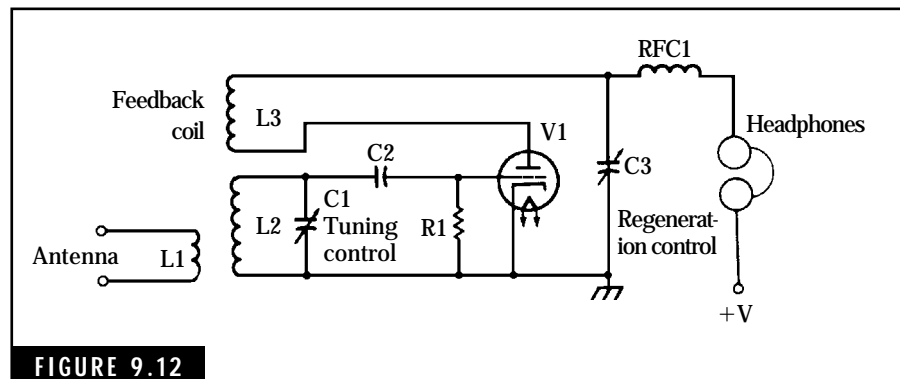 RFC1
Feedback
coil
L3
V1
Headphones
C2
C3
C1
Tuning
control
L2
R1
Regenerat-
ion control
Antenna
L1
+V
FIGURE 9.12